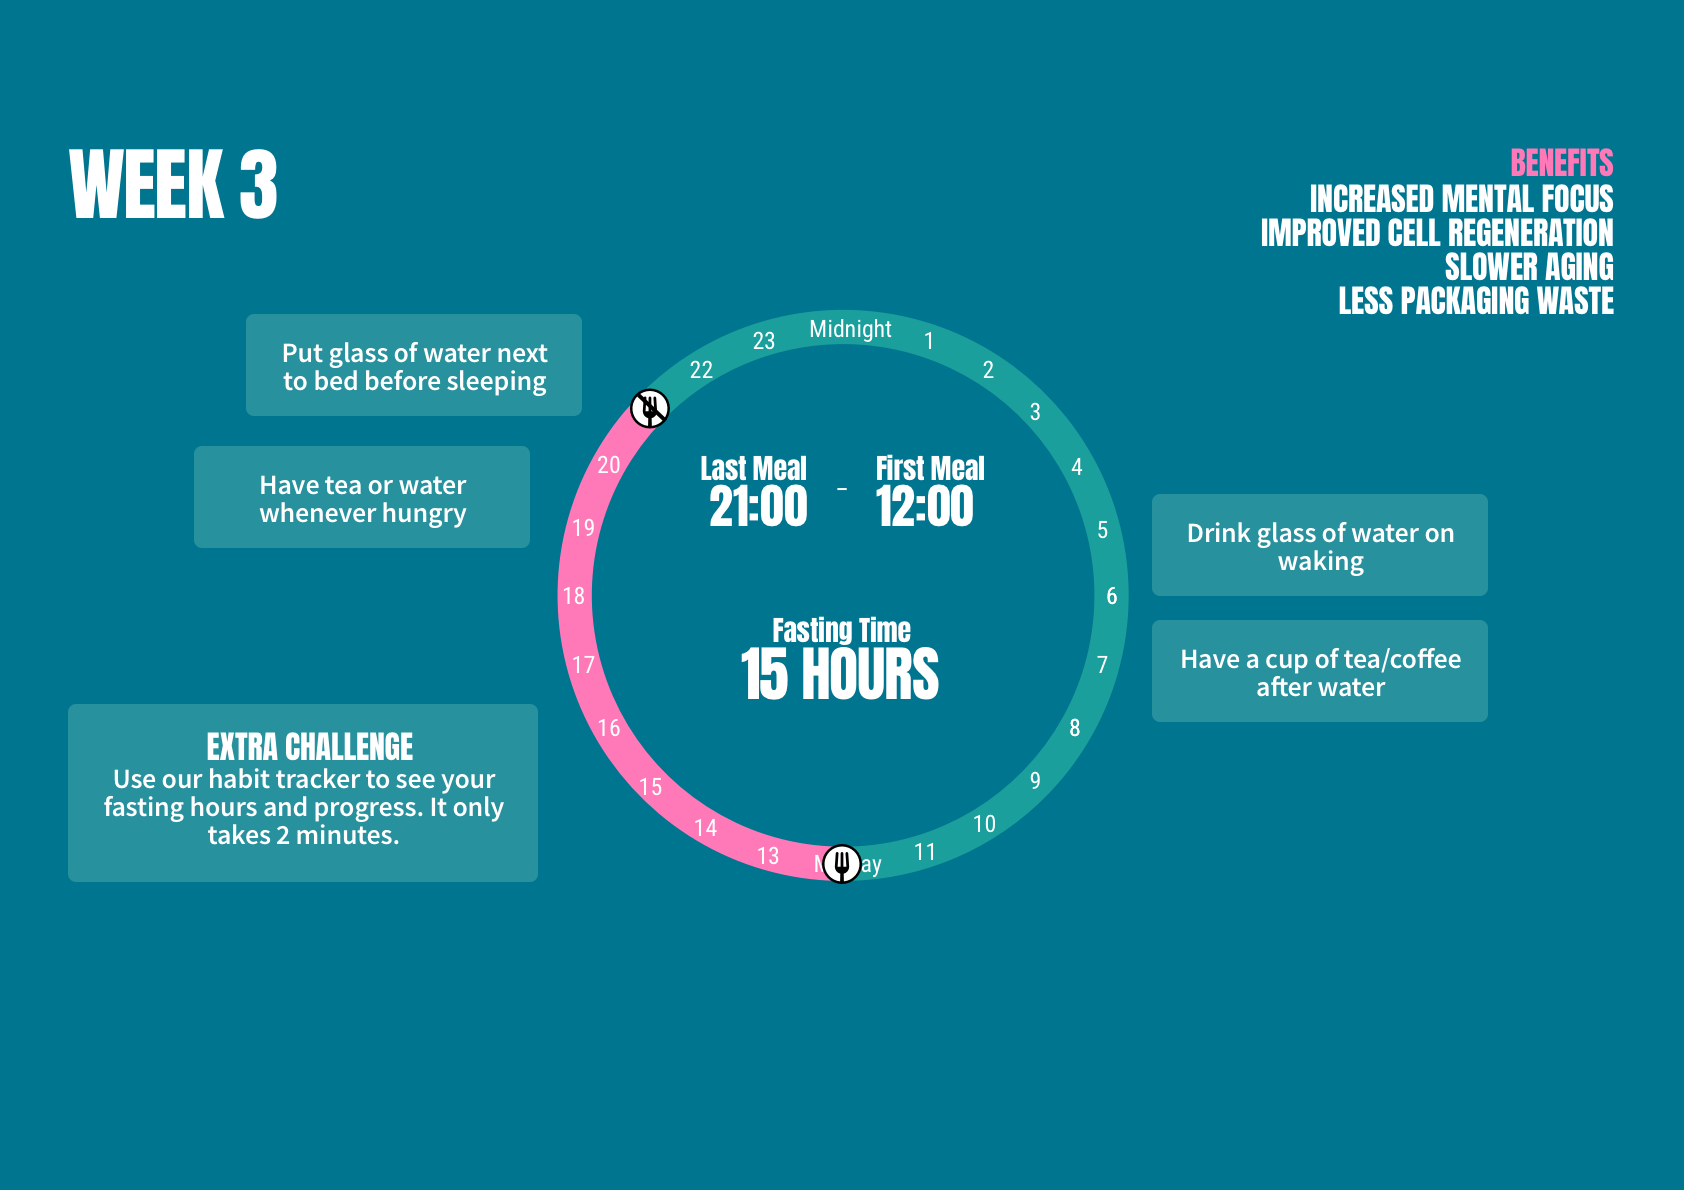 WEEK 3
BENEFITS
INCREASED MENTAL FOCUS
IMPROVED CELL REGENERATION
SLOWER AGING
LESS PACKAGING WASTE
Put glass of water next
to bed before sleeping
Have tea or water
whenever hungry
EXTRA CHALLENGE
Use our habit tracker to see your
fasting hours and progress. It only
takes 2 minutes.
Midnight
1
2
3
4
5
6
7
8
9
10
11
13
14
15
16
17
18
19
20
22
23
Last Meal
21:00
–
First Meal
12:00
Fasting Time
15 HOURS
Drink glass of water on
waking
Have a cup of tea/coffee
after water